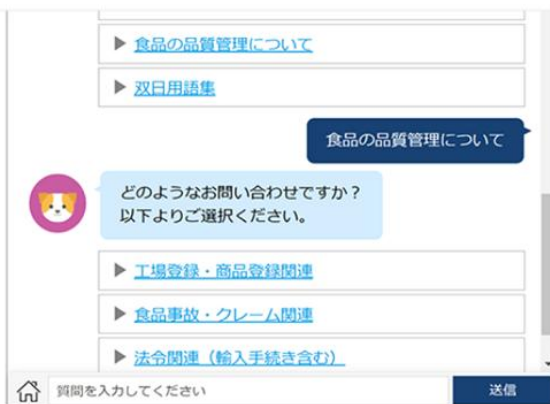 ▶ 食品の品質管理について
▶ 双日用語集
食品の品質管理について
どのようなお問い合わせですか？
以下よりご選択ください。
▶ 工場登録・商品登録関連
▶ 食品事故・クレーム関連
▶ 法令関連（輸入手続き含む）
質問を入力してください
送信